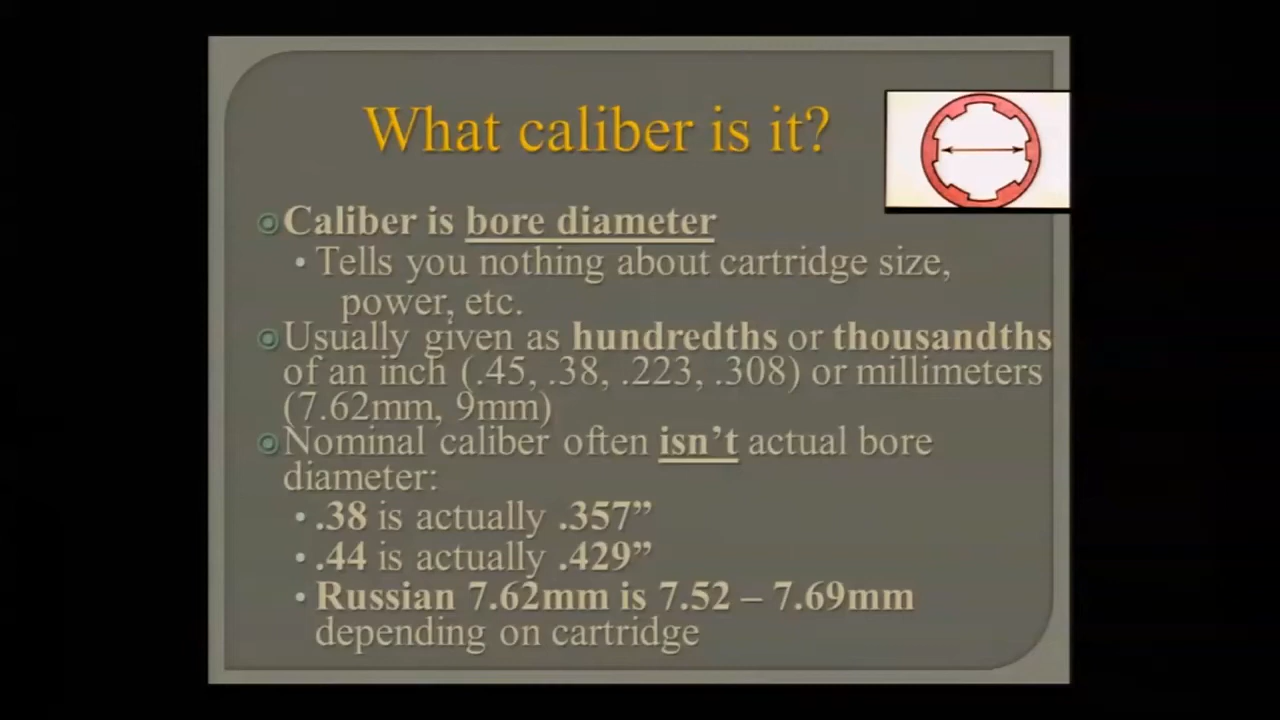 What caliber is it?
Caliber is bore diameter
• Tells you nothing about cartridge size,
power, etc.
Usually given as hundredths or thousandths
of an inch (.45, .38, .223, .308) or millimeters
(7.62mm, 9mm)
Nominal caliber often isn’t actual bore
diameter:
• .38 is actually .357”
• .44 is actually .429”
• Russian 7.62mm is 7.52 – 7.69mm
depending on cartridge